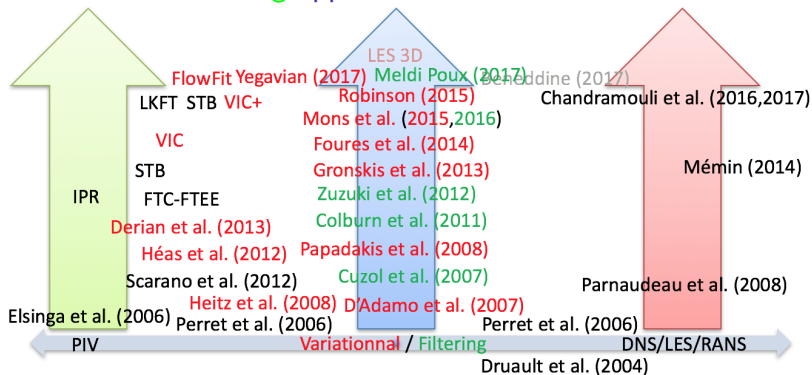 LES 3D
FlowFit Yegavian (2017) Meldi Poux (2017) Beneddine (2017)
LKFT STB VIC+ Robinson (2015) Chandramouli et al. (2016,2017)
Mons et al. (2015,2016)
VIC Foures et al. (2014)
STB Gronskis et al. (2013) Mémin (2014)
IPR FTC-FTEE Zuzuki et al. (2012)
Derian et al. (2013) Colburn et al. (2011)
Héas et al. (2012) Papadakis et al. (2008)
Scarano et al. (2012) Cuzol et al. (2007) Parnaudeau et al. (2008)
Heitz et al. (2008) D'Adamo et al. (2007)
Elsinga et al. (2006) Perret et al. (2006) Perret et al. (2006)
PIV Variationnal / Filtering DNS/LES/RANS
Druault et al. (2004)